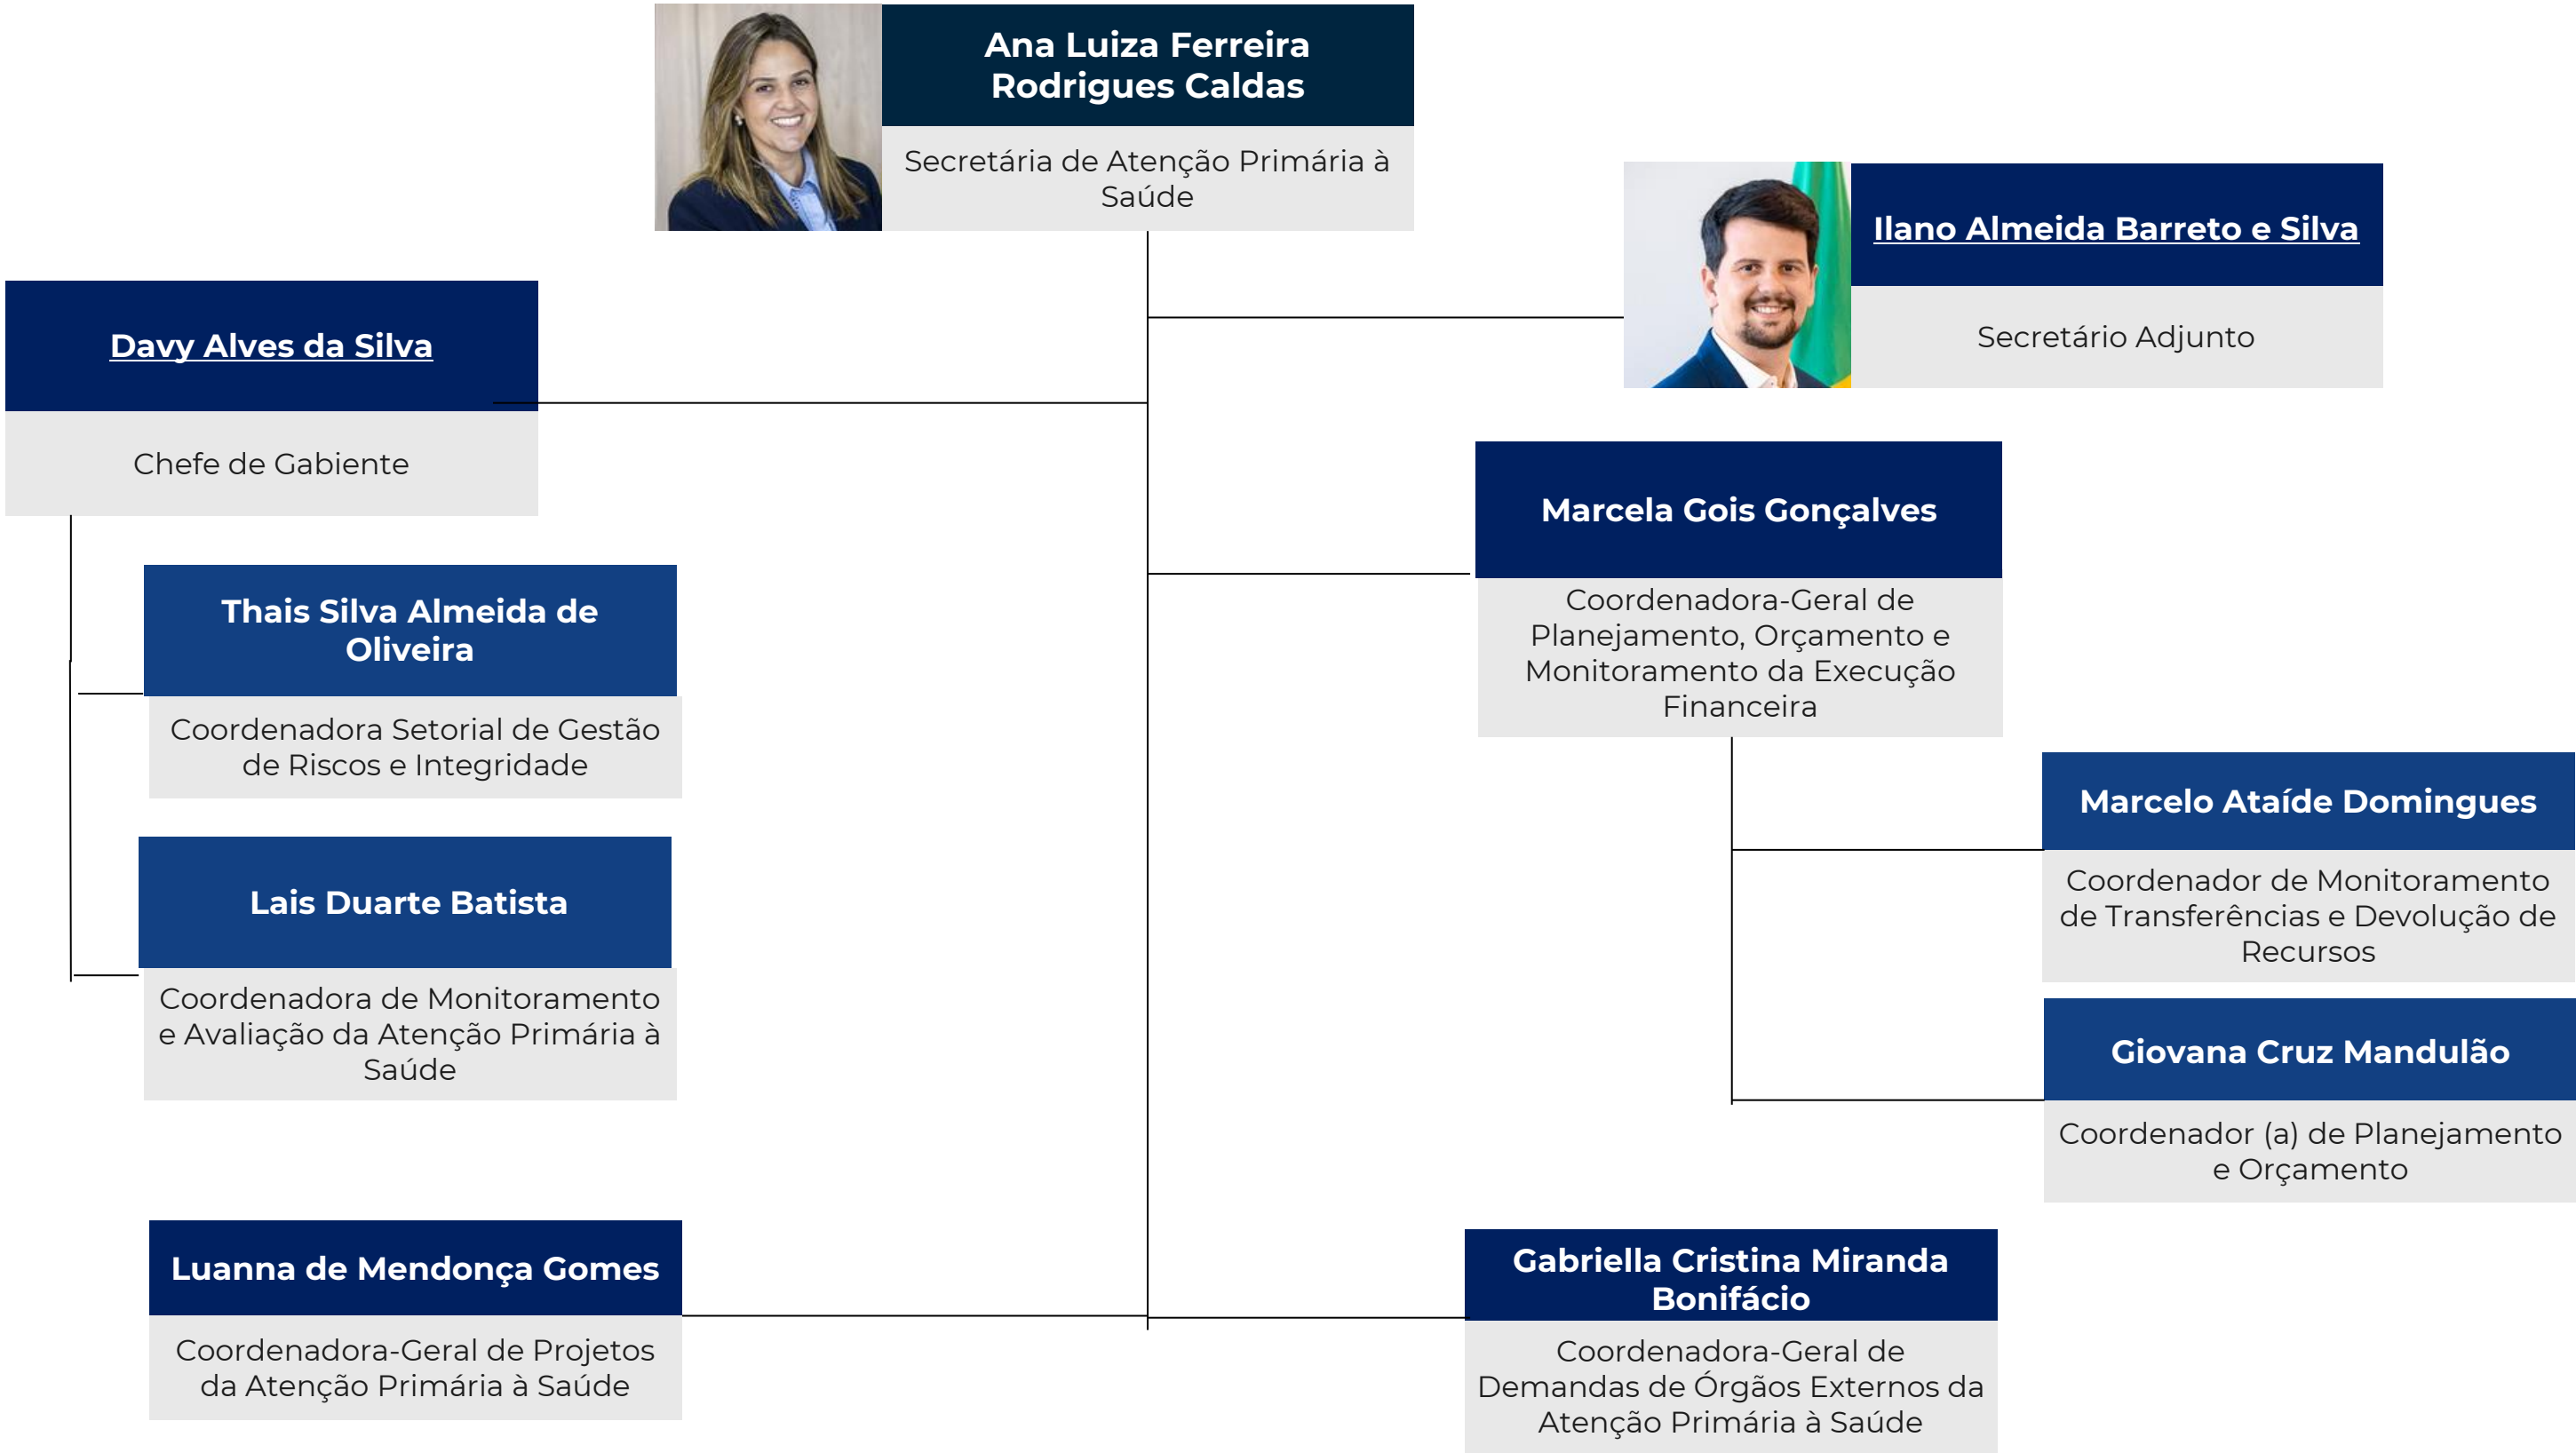 Ana Luiza Ferreira
Rodrigues Caldas
Secretária de Atenção Primária à
Saúde
Ilano Almeida Barreto e Silva
Secretário Adjunto
Davy Alves da Silva
Chefe de Gabiente
Marcela Gois Gonçalves
Coordenadora-Geral de
Planejamento, Orçamento e
Monitoramento da Execução
Financeira
Thais Silva Almeida de
Oliveira
Coordenadora Setorial de Gestão
de Riscos e Integridade
Marcelo Ataíde Domingues
Coordenador de Monitoramento
de Transferências e Devolução de
Recursos
Lais Duarte Batista
Coordenadora de Monitoramento
e Avaliação da Atenção Primária à
Saúde
Giovana Cruz Mandulão
Coordenador (a) de Planejamento
e Orçamento
Luanna de Mendonça Gomes
Coordenadora-Geral de Projetos
da Atenção Primária à Saúde
Gabriella Cristina Miranda
Bonifácio
Coordenadora-Geral de
Demandas de Órgãos Externos da
Atenção Primária à Saúde